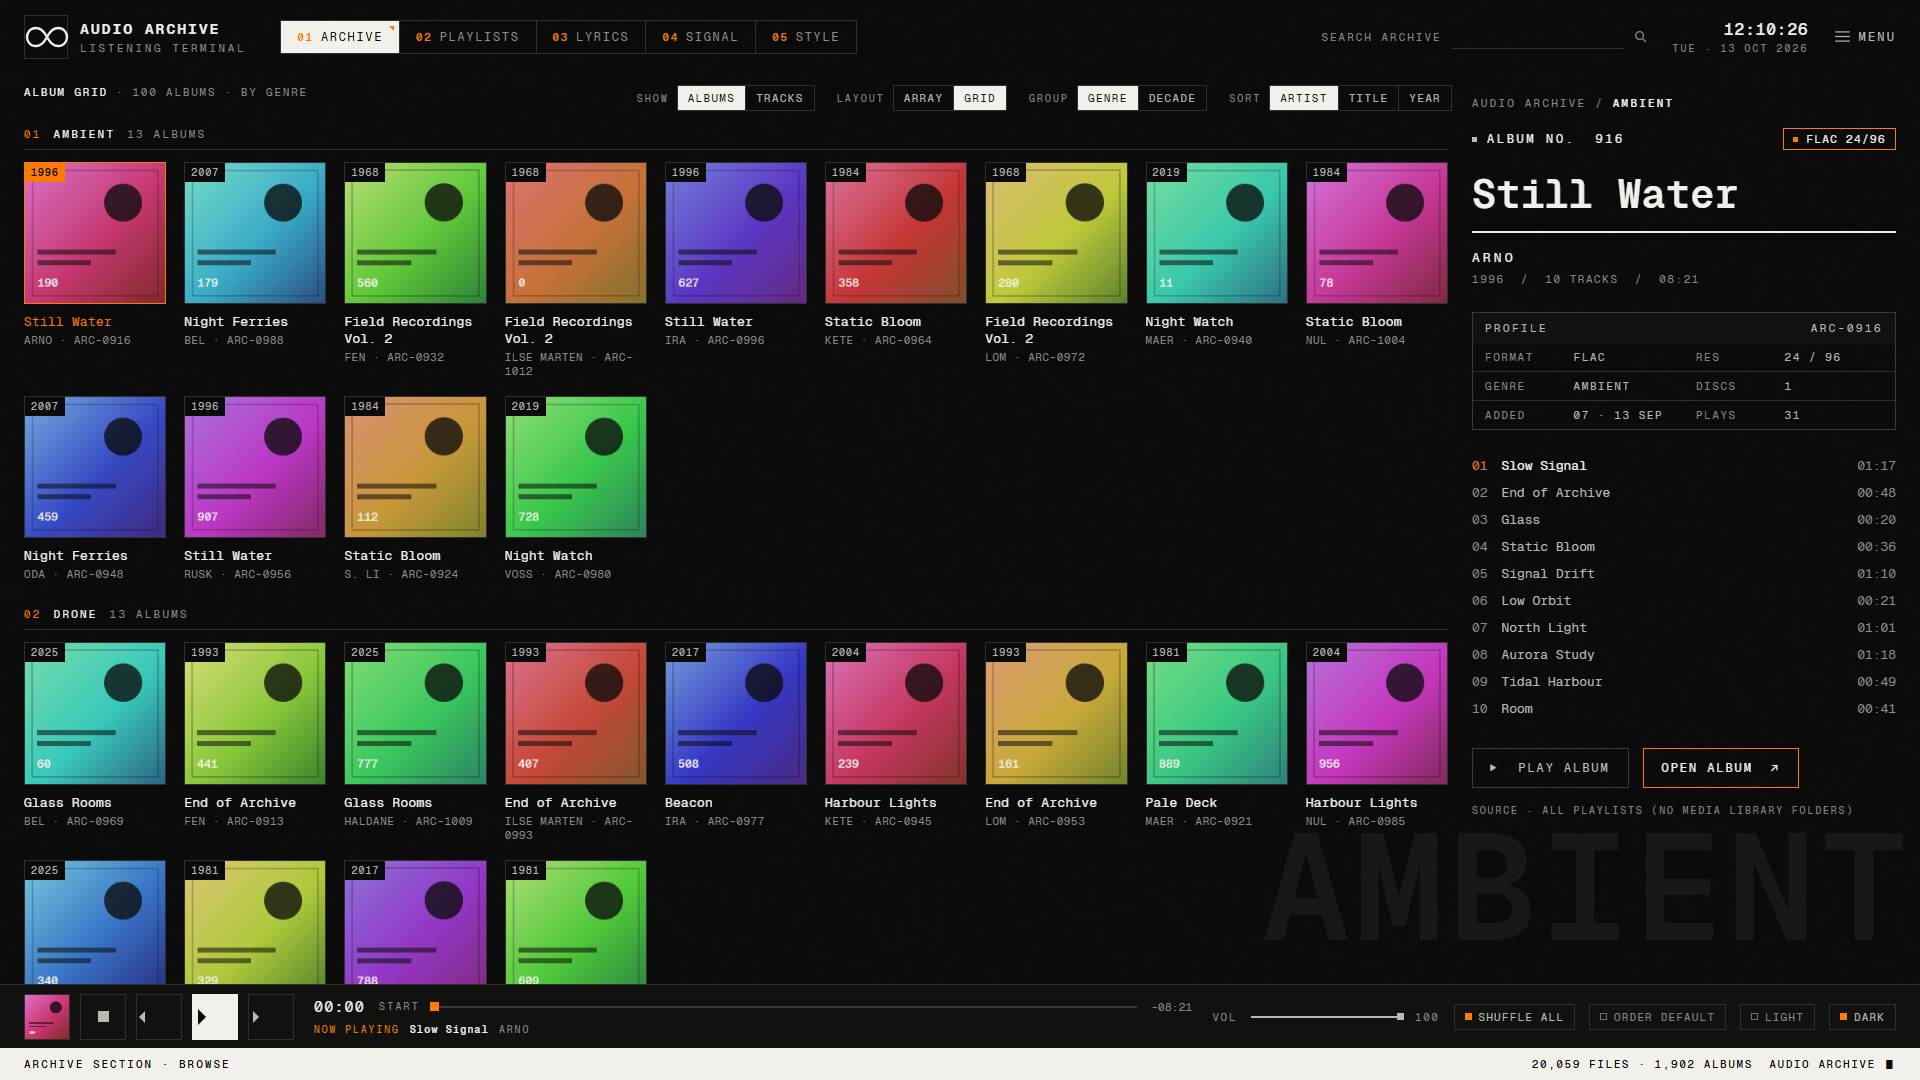 AUDIO ARCHIVE
LISTENING TERMINAL
01 ARCHIVE
02 PLAYLISTS
03 LYRICS
04 SIGNAL
05 STYLE
SEARCH ARCHIVE
12:10:26
TUE · 13 OCT 2026
MENU
ALBUM GRID · 100 ALBUMS · BY GENRE
SHOW ALBUMS TRACKS
LAYOUT ARRAY GRID
GROUP GENRE DECADE
SORT ARTIST TITLE YEAR
01 AMBIENT 13 ALBUMS
1996
190
Still Water
ARNO · ARC-0916
2007
179
Night Ferries
BEL · ARC-0988
1968
560
Field Recordings
Vol. 2
FEN · ARC-0932
1968
0
Field Recordings
Vol. 2
ILSE MARTEN · ARC-
1012
1996
627
Still Water
IRA · ARC-0996
1984
358
Static Bloom
KETE · ARC-0964
1968
280
Field Recordings
Vol. 2
LOM · ARC-0972
2019
11
Night Watch
MAER · ARC-0940
1984
78
Static Bloom
NUL · ARC-1004
2007
459
Night Ferries
ODA · ARC-0948
1996
907
Still Water
RUSK · ARC-0956
1984
112
Static Bloom
S. LI · ARC-0924
2019
728
Night Watch
VOSS · ARC-0980
02 DRONE 13 ALBUMS
2025
60
Glass Rooms
BEL · ARC-0969
1993
441
End of Archive
FEN · ARC-0913
2025
777
Glass Rooms
HALDANE · ARC-1009
1993
407
End of Archive
ILSE MARTEN · ARC-
0993
2017
508
Beacon
IRA · ARC-0977
2004
239
Harbour Lights
KETE · ARC-0945
1993
161
End of Archive
LOM · ARC-0953
1981
889
Pale Deck
MAER · ARC-0921
2004
956
Harbour Lights
NUL · ARC-0985
2025
340
1981
329
2017
788
1981
609
AUDIO ARCHIVE / AMBIENT
ALBUM NO. 916
FLAC 24/96
Still Water
ARNO
1996 / 10 TRACKS / 08:21
PROFILE ARC-0916
FORMAT FLAC RES 24 / 96
GENRE AMBIENT DISCS 1
ADDED 07 · 13 SEP PLAYS 31
01 Slow Signal 01:17
02 End of Archive 00:48
03 Glass 00:20
04 Static Bloom 00:36
05 Signal Drift 01:10
06 Low Orbit 00:21
07 North Light 01:01
08 Aurora Study 01:18
09 Tidal Harbour 00:49
10 Room 00:41
PLAY ALBUM
OPEN ALBUM
SOURCE · ALL PLAYLISTS (NO MEDIA LIBRARY FOLDERS)
AMBIENT
00:00 START -08:21
NOW PLAYING Slow Signal ARNO
VOL 100
SHUFFLE ALL
ORDER DEFAULT
LIGHT
DARK
ARCHIVE SECTION · BROWSE
20,059 FILES · 1,902 ALBUMS AUDIO ARCHIVE